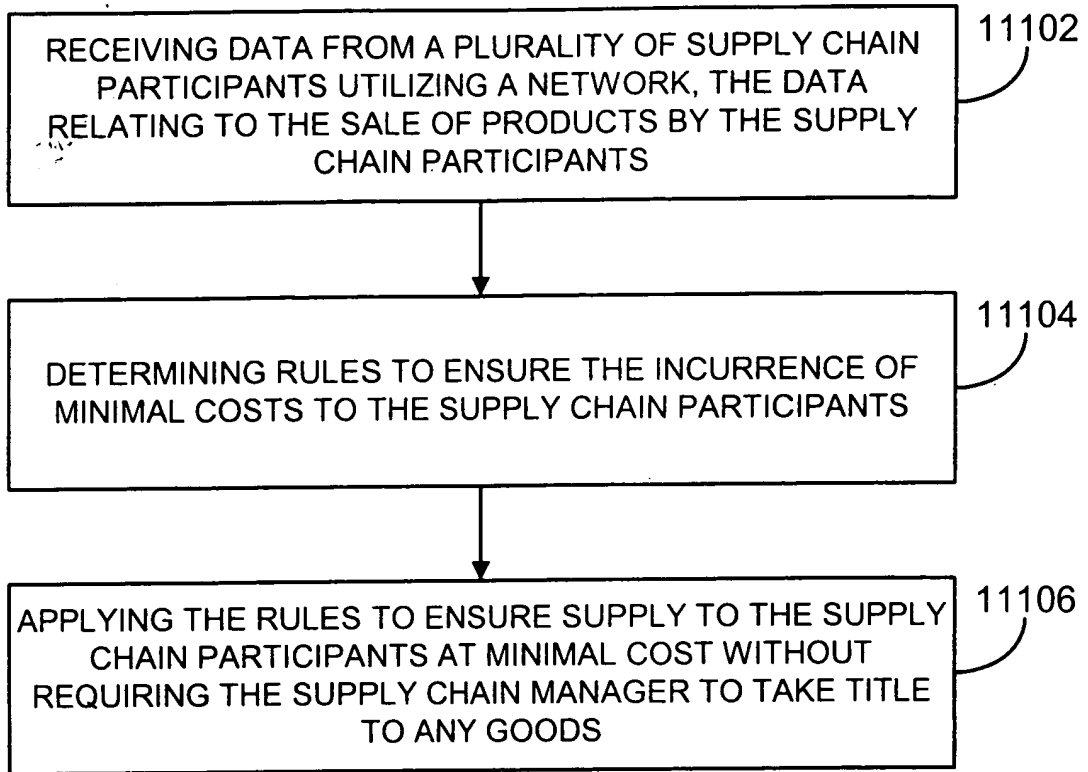 RECEIVING DATA FROM A PLURALITY OF SUPPLY CHAIN
PARTICIPANTS UTILIZING A NETWORK, THE DATA
RELATING TO THE SALE OF PRODUCTS BY THE SUPPLY
CHAIN PARTICIPANTS
11102
DETERMINING RULES TO ENSURE THE INCURRENCE OF
MINIMAL COSTS TO THE SUPPLY CHAIN PARTICIPANTS
11104
APPLYING THE RULES TO ENSURE SUPPLY TO THE SUPPLY
CHAIN PARTICIPANTS AT MINIMAL COST WITHOUT
REQUIRING THE SUPPLY CHAIN MANAGER TO TAKE TITLE
TO ANY GOODS
11106